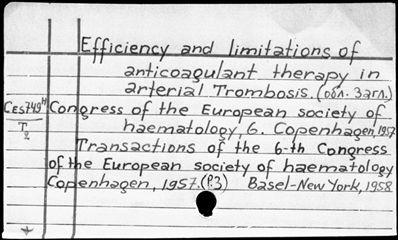 Efficiency and limitations of
anticoagulant therapy in
arterial Trombosis. (обл. Загл.)
Congress of the European society of
haematology, 6. Copenhagen, 1957.
Transactions of the 6-th Congress
of the European society of haematology
Copenhagen, 1957. (P.3) Basel-New York, 1958